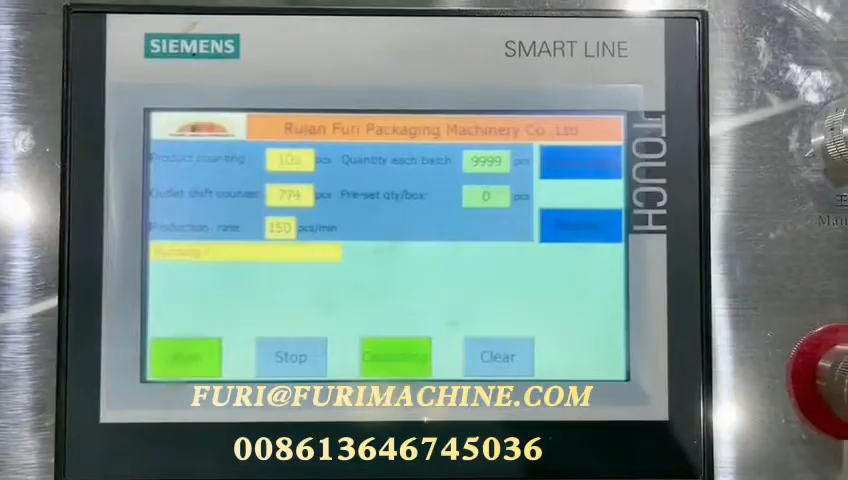 SIEMENS
SMART LINE
TOUCH
Ruian Furi Packaging Machinery Co Ltd
Product counting pcs Quantity each batch 9999 pcs
Outlet shift counter: 774 pcs Pre-set qty/box: 0 pcs
Production rate: 150 pcs/min
Running
Stop Clear
FURI@FURIMACHINE.COM
008613646745036